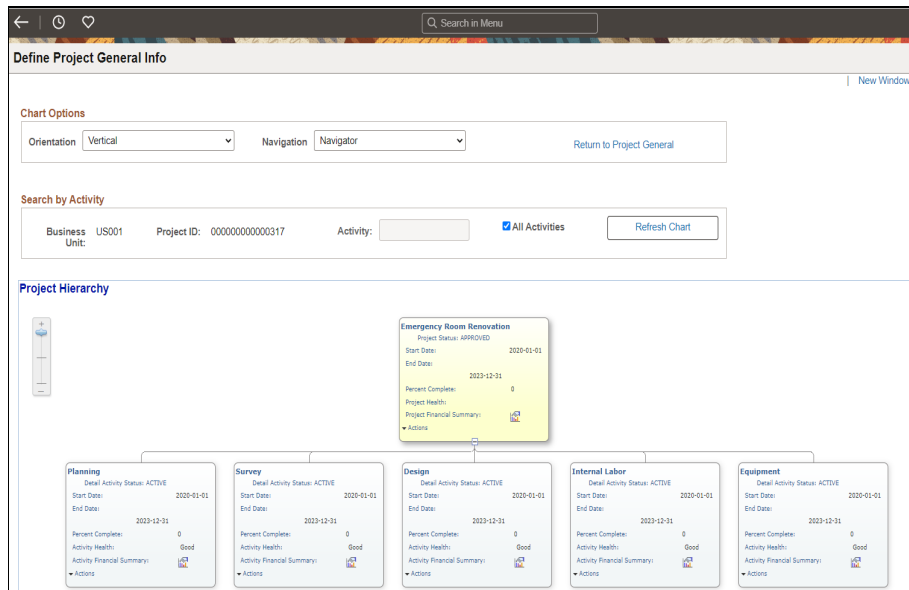 Search in Menu
Define Project General Info
| New Window
Chart Options
Orientation Vertical Navigation Navigator Return to Project General
Search by Activity
Business Unit: US001 Project ID: 000000000000317 Activity: All Activities Refresh Chart
Project Hierarchy
Emergency Room Renovation
Project Status: APPROVED
Start Date: 2020-01-01
End Date:
2023-12-31
Percent Complete: 0
Project Health:
Project Financial Summary:
Actions
Planning
Detail Activity Status: ACTIVE
Start Date: 2020-01-01
End Date:
2023-12-31
Percent Complete: 0
Activity Health: Good
Activity Financial Summary:
Actions
Survey
Detail Activity Status: ACTIVE
Start Date: 2020-01-01
End Date:
2023-12-31
Percent Complete: 0
Activity Health: Good
Activity Financial Summary:
Actions
Design
Detail Activity Status: ACTIVE
Start Date: 2020-01-01
End Date:
2023-12-31
Percent Complete: 0
Activity Health: Good
Activity Financial Summary:
Actions
Internal Labor
Detail Activity Status: ACTIVE
Start Date: 2020-01-01
End Date:
2023-12-31
Percent Complete: 0
Activity Health: Good
Activity Financial Summary:
Actions
Equipment
Detail Activity Status: ACTIVE
Start Date: 2020-01-01
End Date:
2023-12-31
Percent Complete: 0
Activity Health: Good
Activity Financial Summary:
Actions